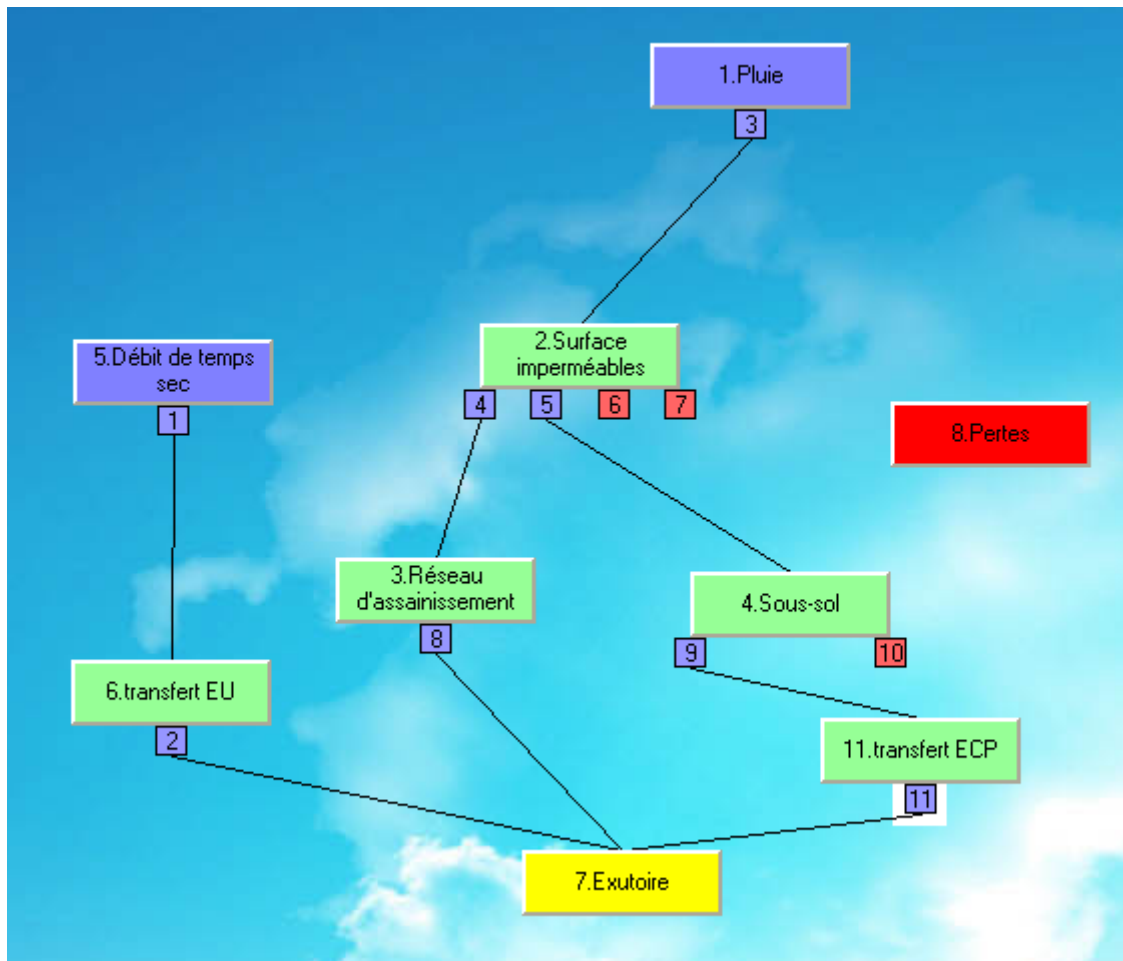 1.Pluie
3
2.Surface
imperméables
4 5 6 7
5.Débit de temps
sec
1
8.Pertes
3.Réseau
d'assainissement
8
4.Sous-sol
9 10
6.transfert EU
2
11.transfert ECP
11
7.Exutoire